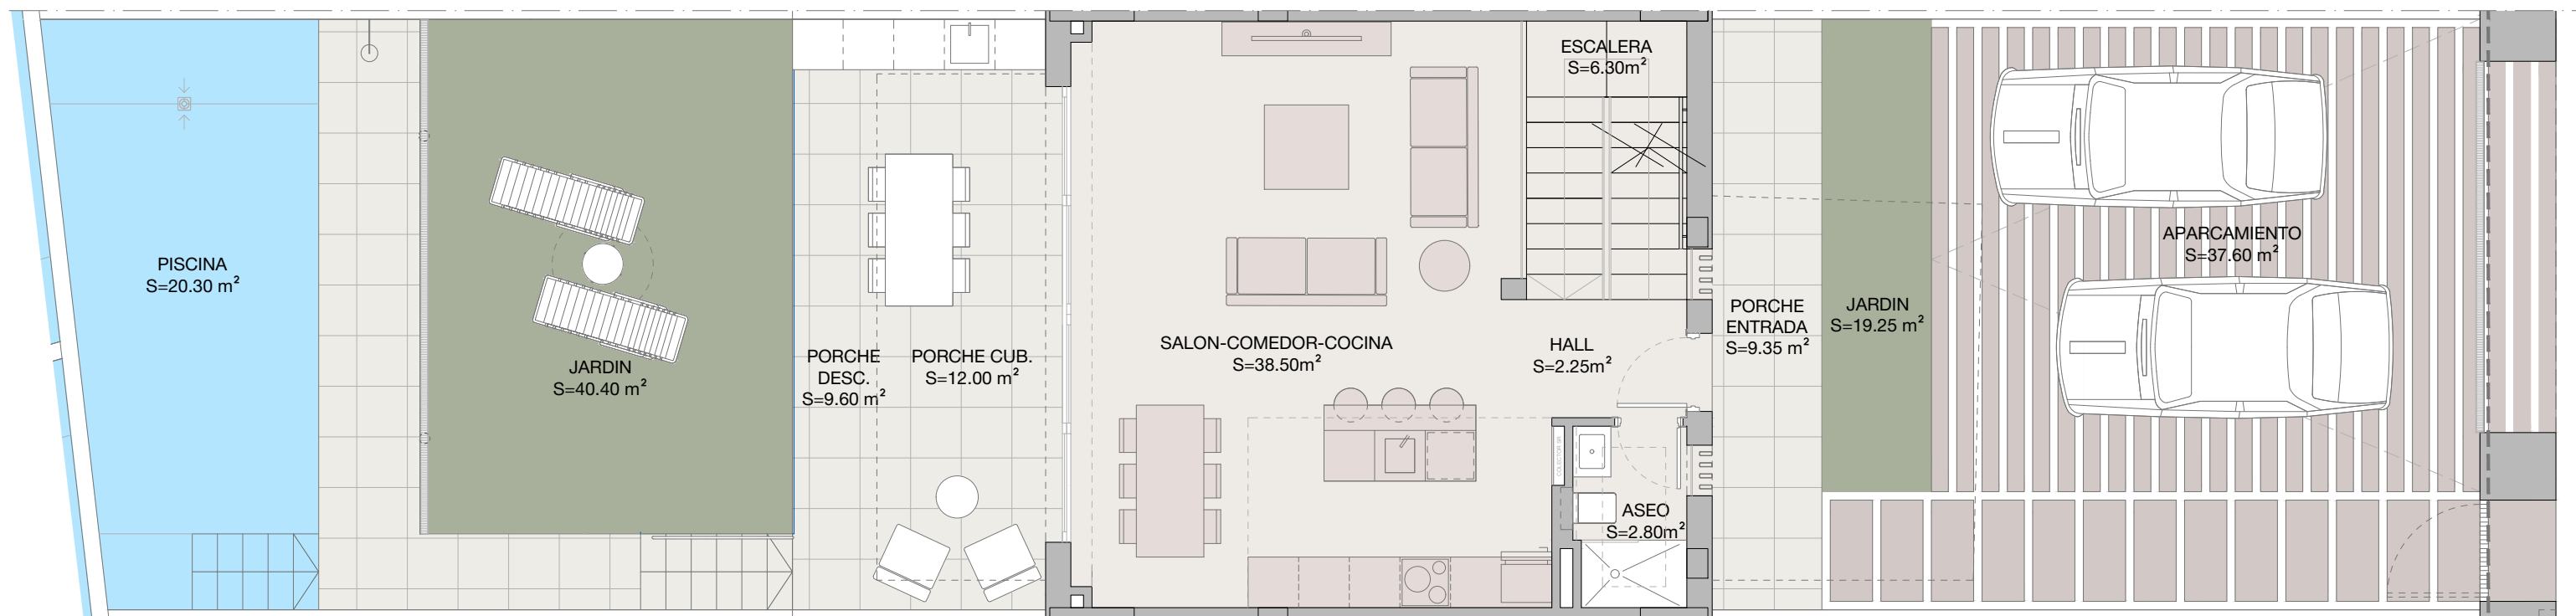 PISCINA
S=20.30 m²
JARDIN
S=40.40 m²
PORCHE
DESC.
S=9.60 m²
PORCHE CUB.
S=12.00 m²
SALON-COMEDOR-COCINA
S=38.50m²
ESCALERA
S=6.30m²
HALL
S=2.25m²
COLECTOR SR
ASEO
S=2.80m²
PORCHE
ENTRADA
S=9.35 m²
JARDIN
S=19.25 m²
APARCAMIENTO
S=37.60 m²